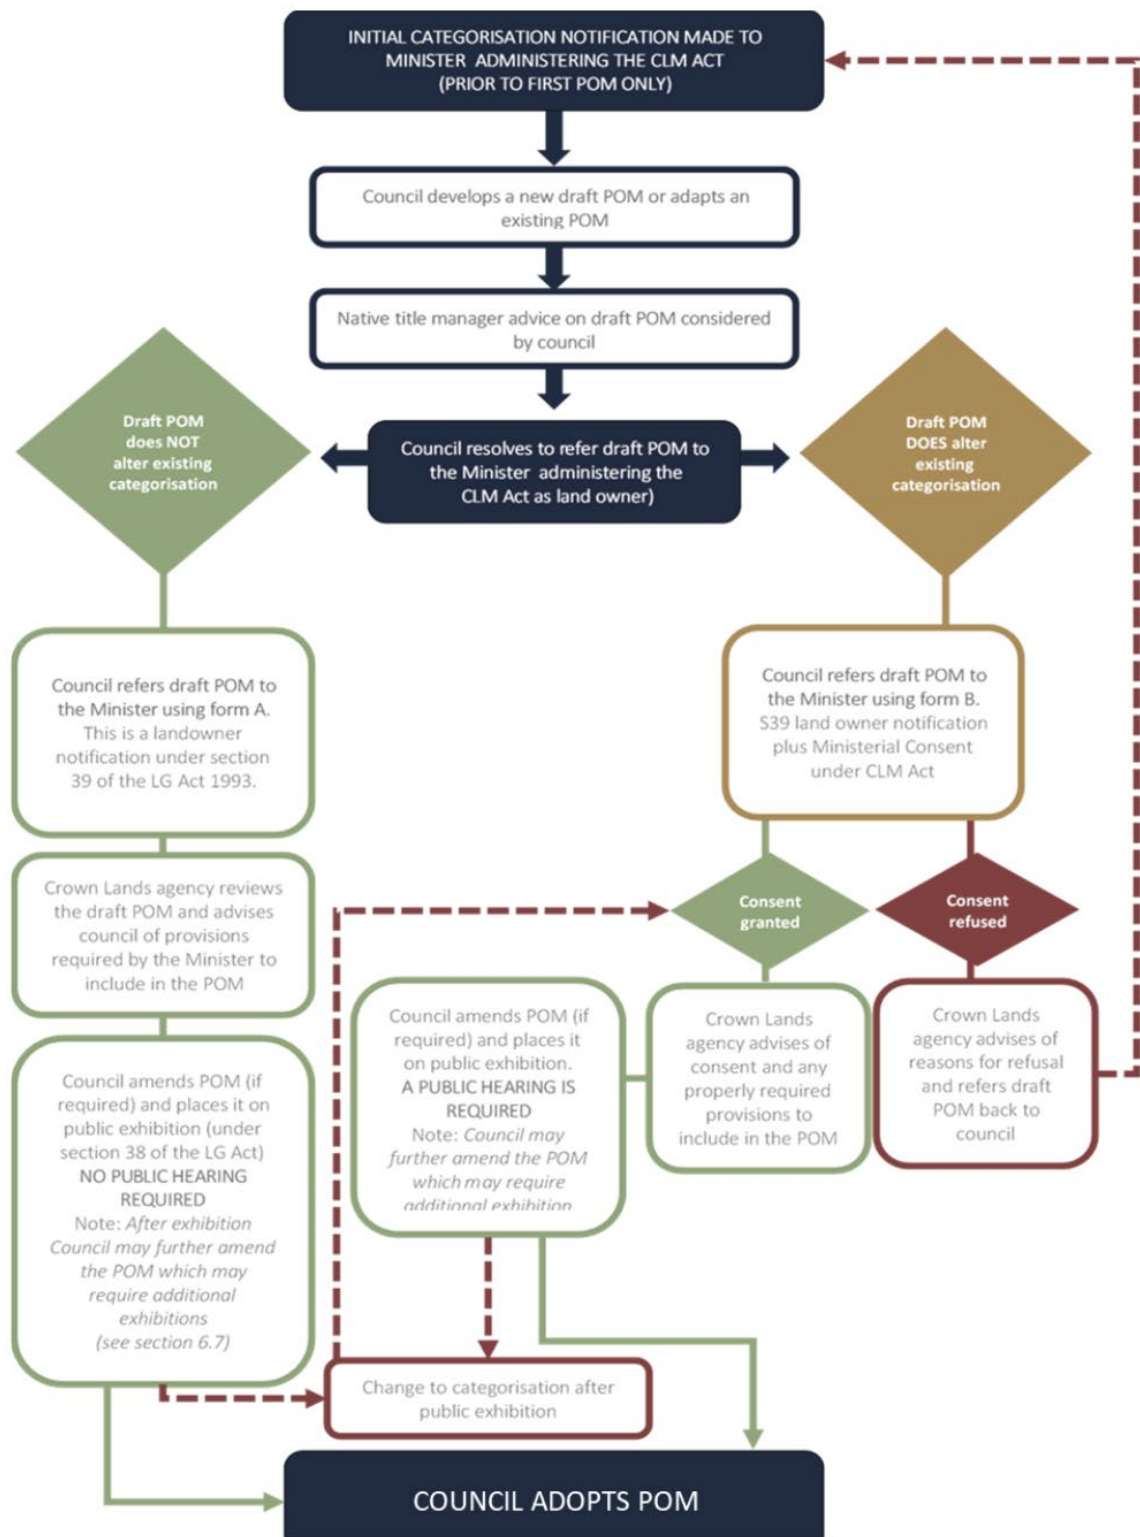 INITIAL CATEGORISATION NOTIFICATION MADE TO
MINISTER ADMINISTERING THE CLM ACT
(PRIOR TO FIRST POM ONLY)
Council develops a new draft POM or adapts an
existing POM
Native title manager advice on draft POM considered
by council
Draft POM
does NOT
alter existing
categorisation
Council resolves to refer draft POM to
the Minister administering the
CLM Act as land owner)
Draft POM
DOES alter
existing
categorisation
Council refers draft POM to
the Minister using form A.
This is a landowner
notification under section
39 of the LG Act 1993.
Council refers draft POM to
the Minister using form B.
S39 land owner notification
plus Ministerial Consent
under CLM Act
Crown Lands agency reviews
the draft POM and advises
council of provisions
required by the Minister to
include in the POM
Consent
granted
Consent
refused
Council amends POM (if
required) and places it on
public exhibition (under
section 38 of the LG Act)
NO PUBLIC HEARING
REQUIRED
Note: After exhibition
Council may further amend
the POM which may
require additional
exhibitions
(see section 6.7)
Council amends POM (if
required) and places it
on public exhibition.
A PUBLIC HEARING IS
REQUIRED
Note: Council may
further amend the POM
which may require
additional exhibition
Crown Lands
agency advises of
consent and any
properly required
provisions to
include in the POM
Crown Lands
agency advises of
reasons for refusal
and refers draft
POM back to
council
Change to categorisation after
public exhibition
COUNCIL ADOPTS POM